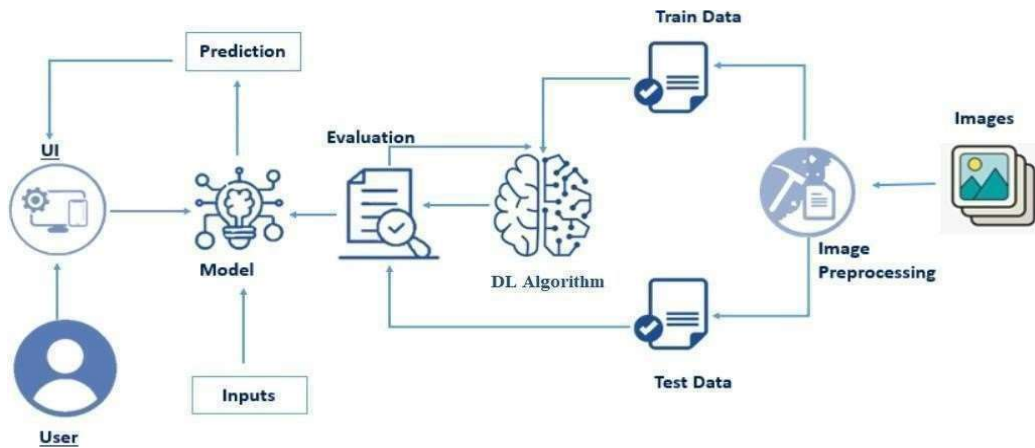 Train Data
Prediction
Evaluation
Images
UI
Model
DL Algorithm
Image
Preprocessing
Inputs
Test Data
User